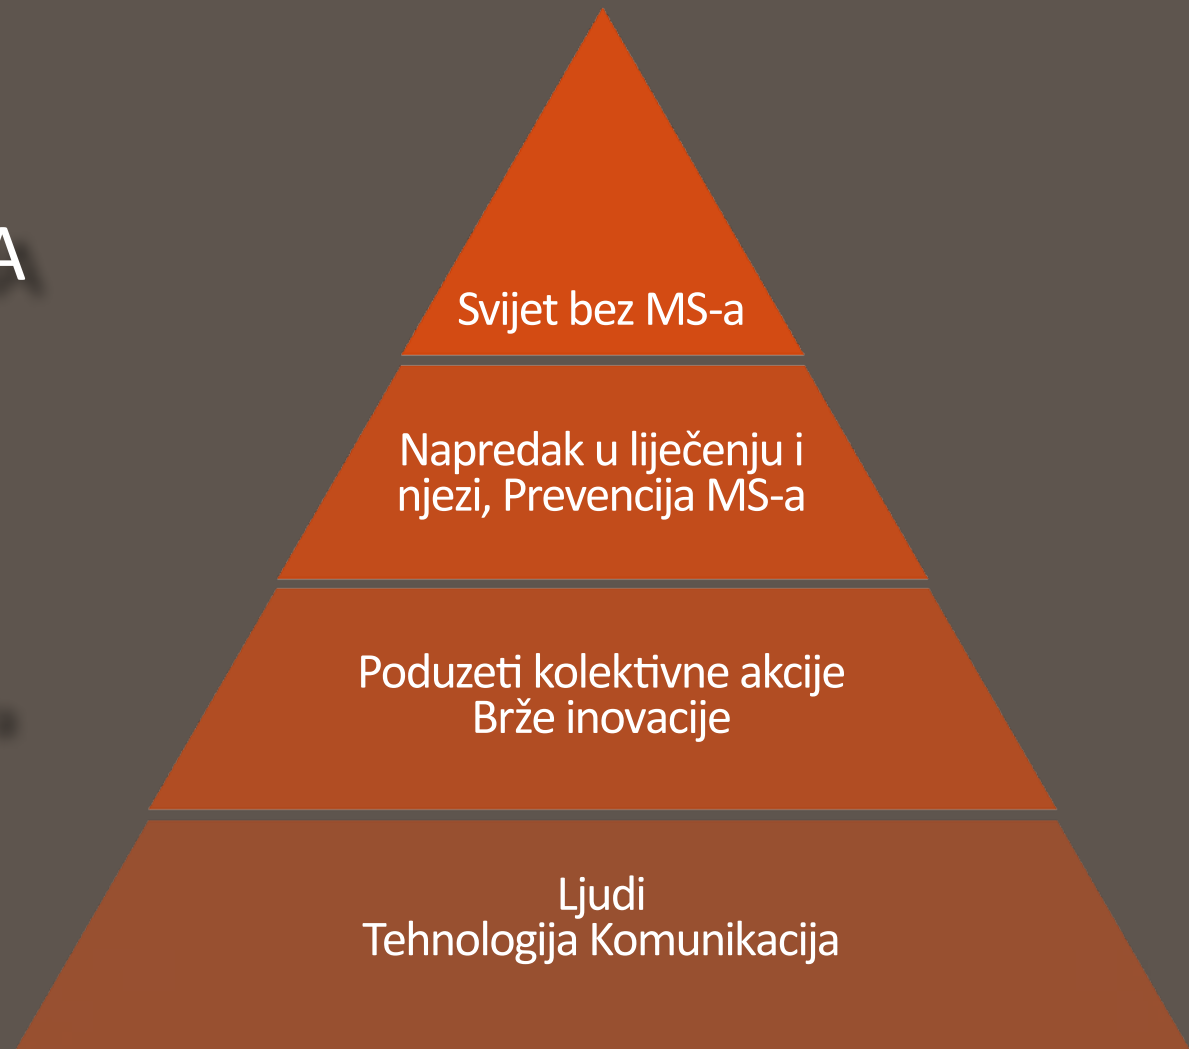 A
Svijet bez MS-a
Napredak u liječenju i
njezi, Prevencija MS-a
Poduzeti kolektivne akcije
Brže inovacije
Ljudi
Tehnologija Komunikacija